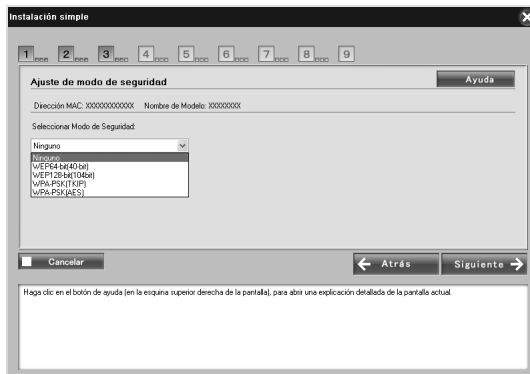 Instalación simple
1 2 3 4 5 6 7 8 9
Ajuste de modo de seguridad
Ayuda
Dirección MAC: XXXXXXXXXXXX Nombre de Modelo: XXXXXXXX
Seleccionar Modo de Seguridad:
Ninguno
Ninguno
WEP64-bit(40-bit)
WEP128-bit(104bit)
WPA-PSK(TKIP)
WPA-PSK(AES)
Cancelar
Atrás
Siguiente
Haga clic en el botón de ayuda (en la esquina superior derecha de la pantalla), para abrir una explicación detallada de la pantalla actual.